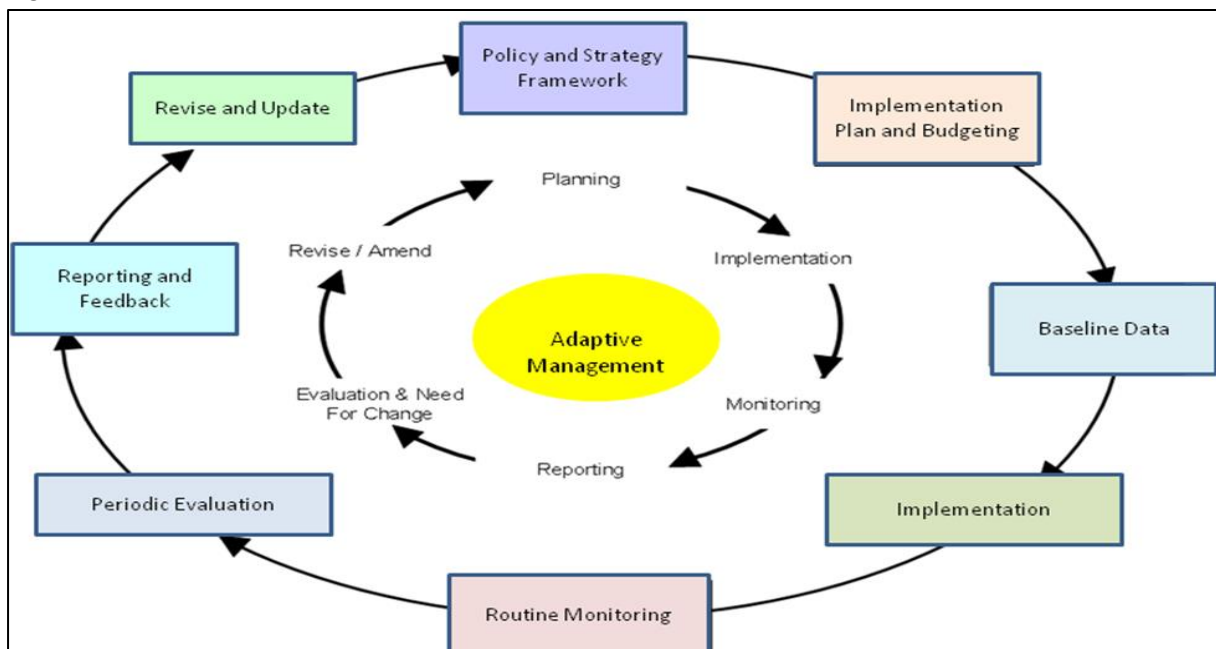 Policy and Strategy
Framework
Implementation
Plan and Budgeting
Baseline Data
Implementation
Routine Monitoring
Periodic Evaluation
Reporting and
Feedback
Revise and Update
Planning
Implementation
Monitoring
Reporting
Evaluation & Need
For Change
Revise / Amend
Adaptive
Management